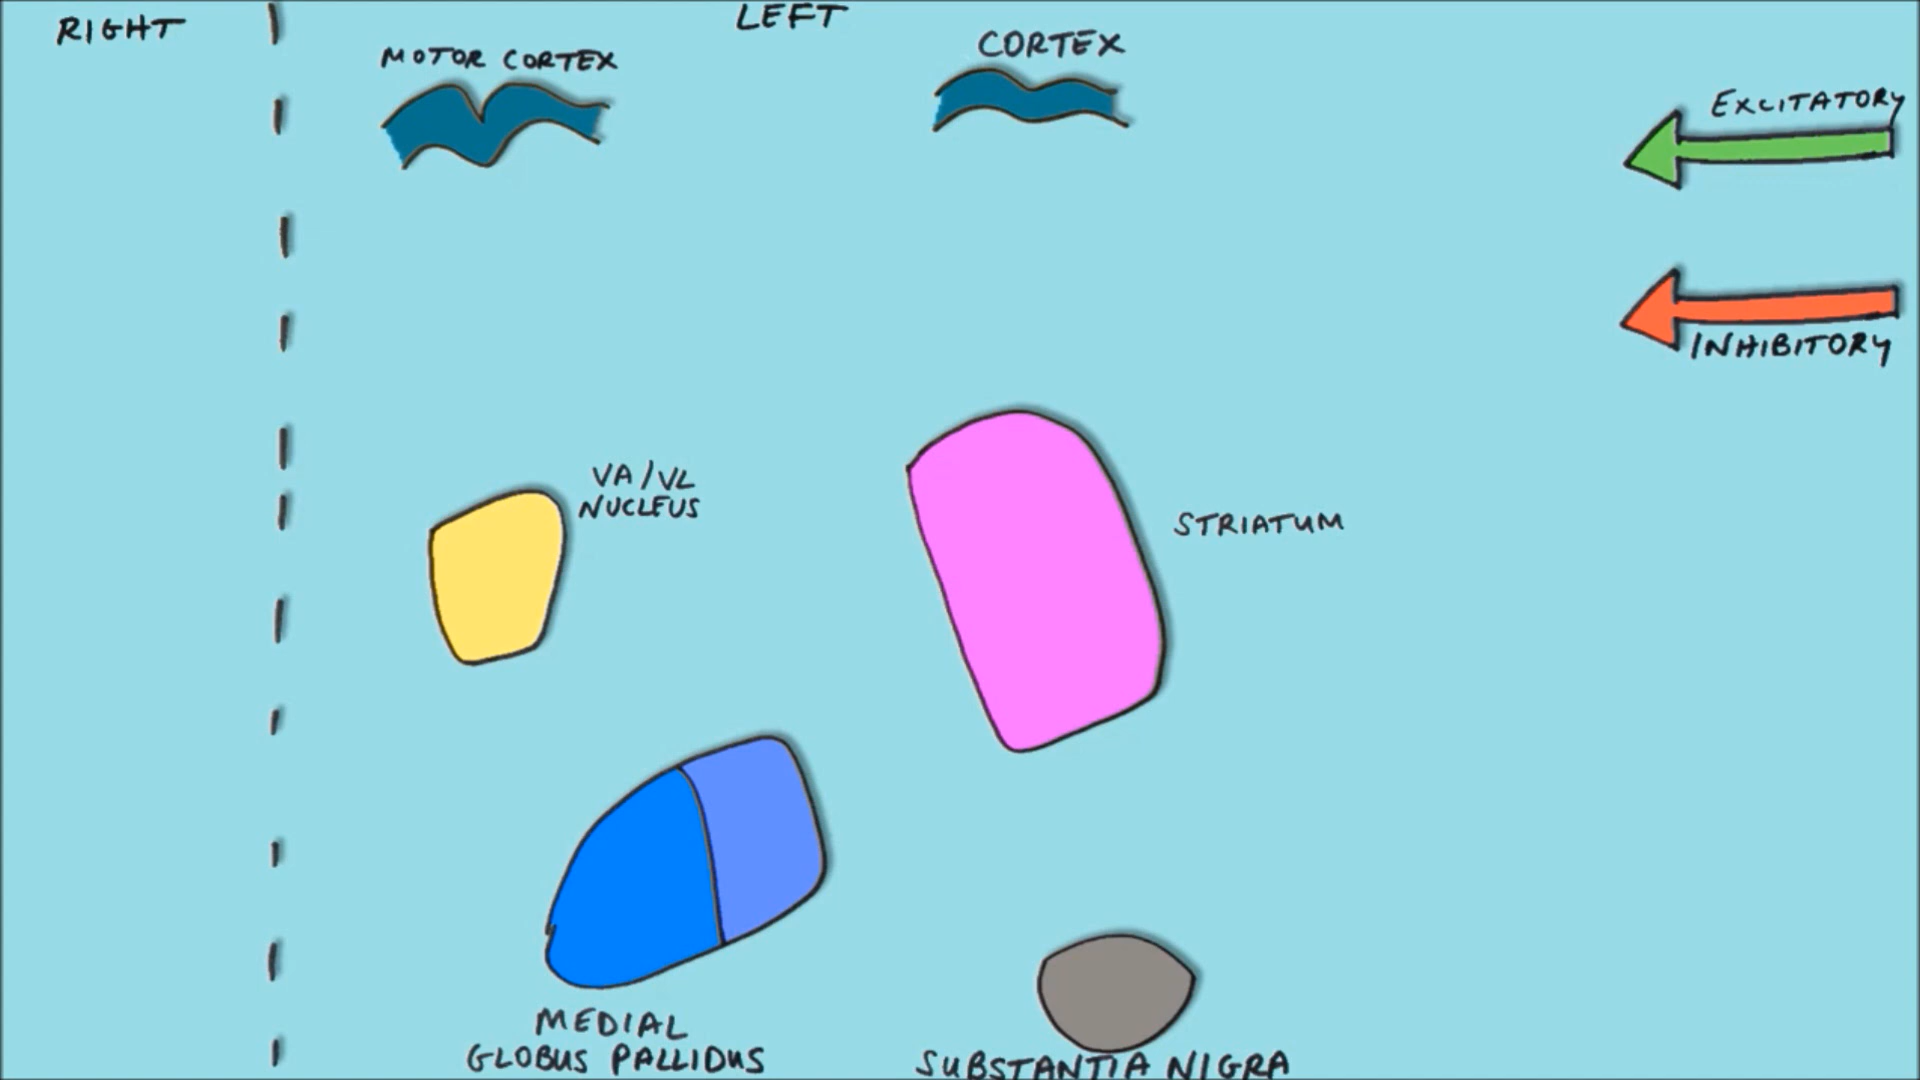 RIGHT
LEFT
MOTOR CORTEX
CORTEX
EXCITATORY
INHIBITORY
VA/VL
NUCLEUS
STRIATUM
MEDIAL
GLOBUS PALLIDUS
SUBSTANTIA NIGRA